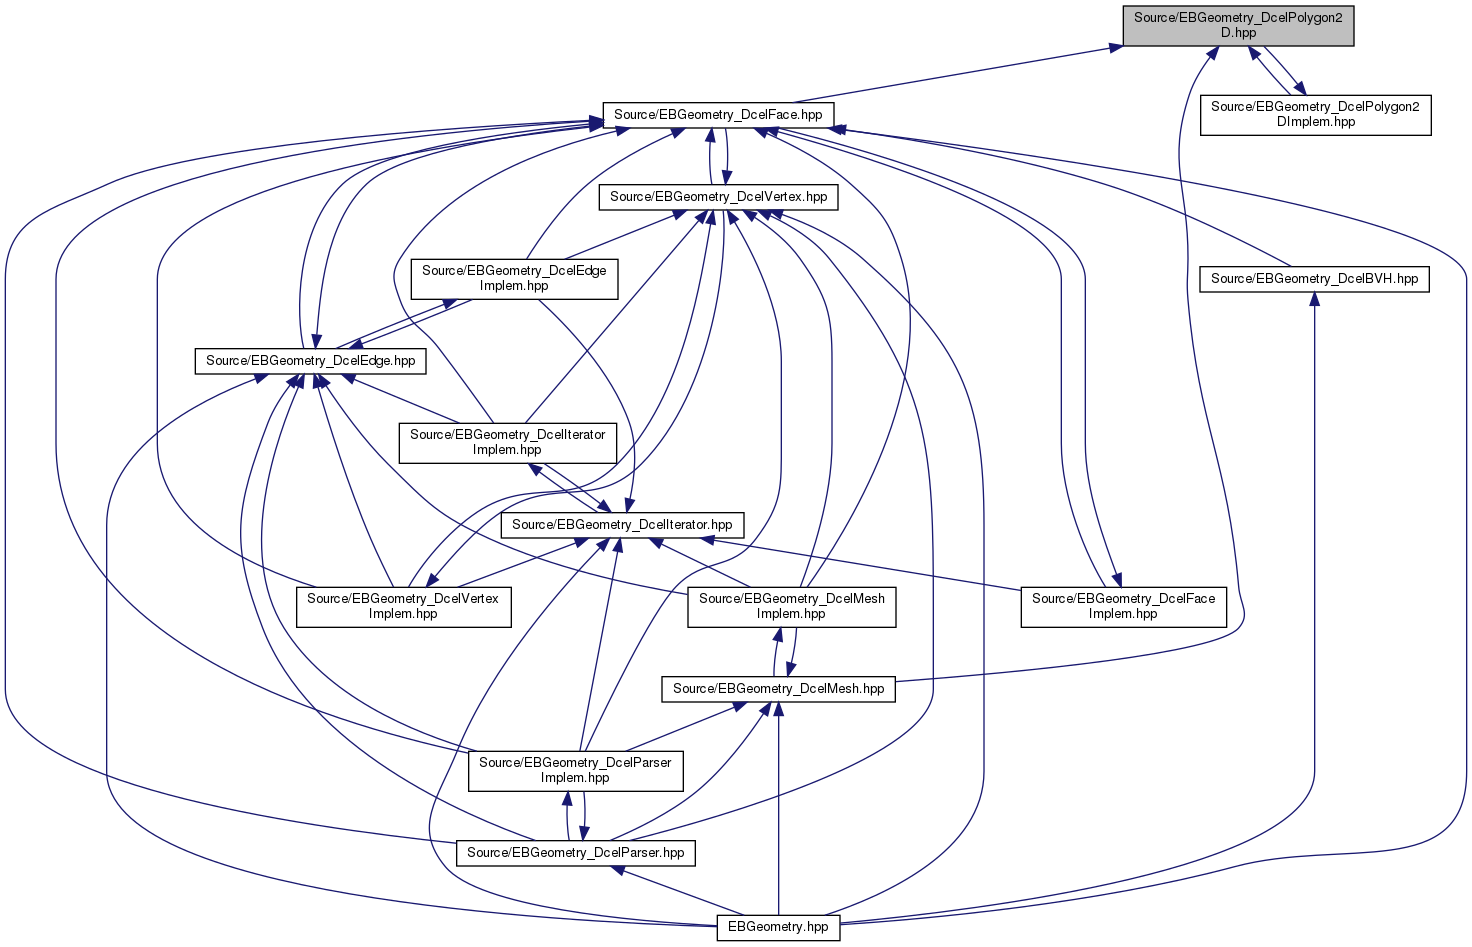 Source/EBGeometry_DcelPolygon2
D.hpp
Source/EBGeometry_DcelFace.hpp
Source/EBGeometry_DcelPolygon2
DImplem.hpp
Source/EBGeometry_DcelVertex.hpp
Source/EBGeometry_DcelEdge
Implem.hpp
Source/EBGeometry_DcelBVH.hpp
Source/EBGeometry_DcelEdge.hpp
Source/EBGeometry_DcelIterator
Implem.hpp
Source/EBGeometry_DcelIterator.hpp
Source/EBGeometry_DcelVertex
Implem.hpp
Source/EBGeometry_DcelMesh
Implem.hpp
Source/EBGeometry_DcelFace
Implem.hpp
Source/EBGeometry_DcelMesh.hpp
Source/EBGeometry_DcelParser
Implem.hpp
Source/EBGeometry_DcelParser.hpp
EBGeometry.hpp